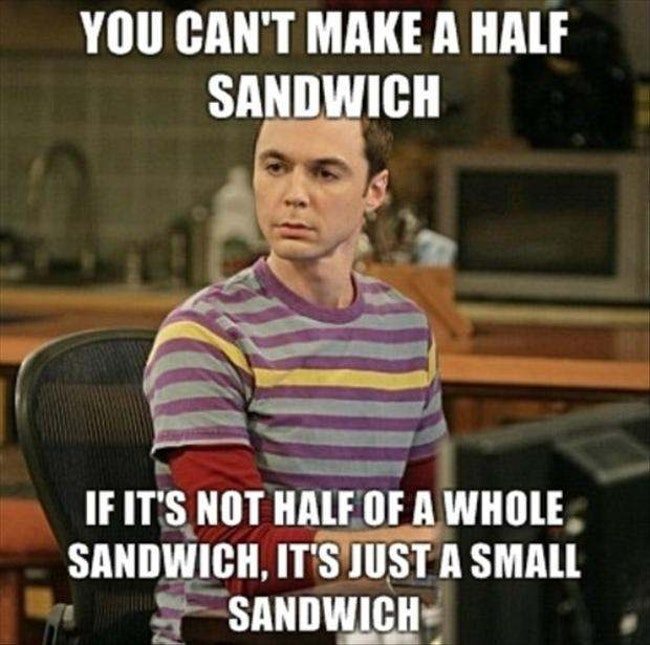 YOU CAN'T MAKE A HALF
SANDWICH
IF IT'S NOT HALF OF A WHOLE
SANDWICH, IT'S JUST A SMALL
SANDWICH